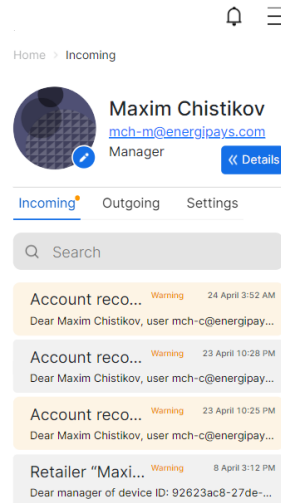 Home > Incoming
Maxim Chistikov
mch-m@energipays.com
Manager
Details
Incoming Outgoing Settings
Search
Account reco... Warning 24 April 3:52 AM
Dear Maxim Chistikov, user mch-c@energipay...
Account reco... Warning 23 April 10:28 PM
Dear Maxim Chistikov, user mch-c@energipay...
Account reco... Warning 23 April 10:25 PM
Dear Maxim Chistikov, user mch-c@energipay...
Retailer “Maxi... Warning 8 April 3:12 PM
Dear manager of device ID: 92623ac8-27de-...